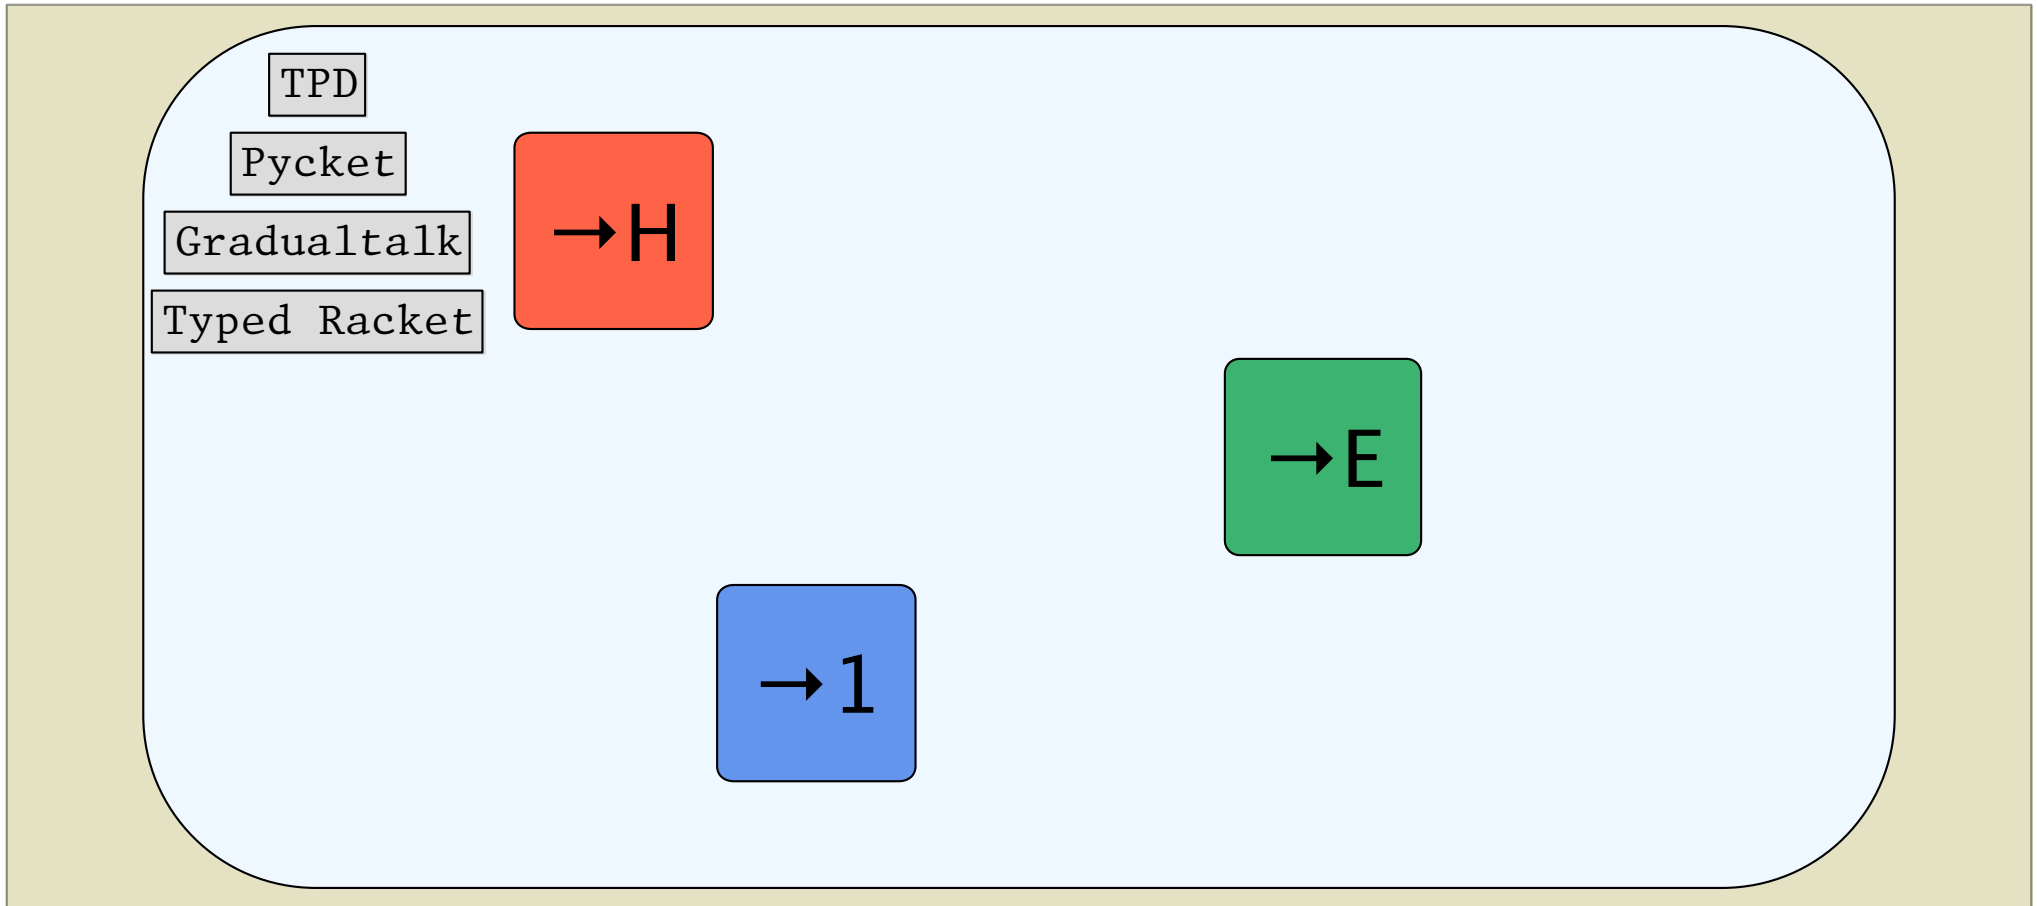 TPD
Pycket
Gradualtalk
Typed Racket
→H
→E
→1